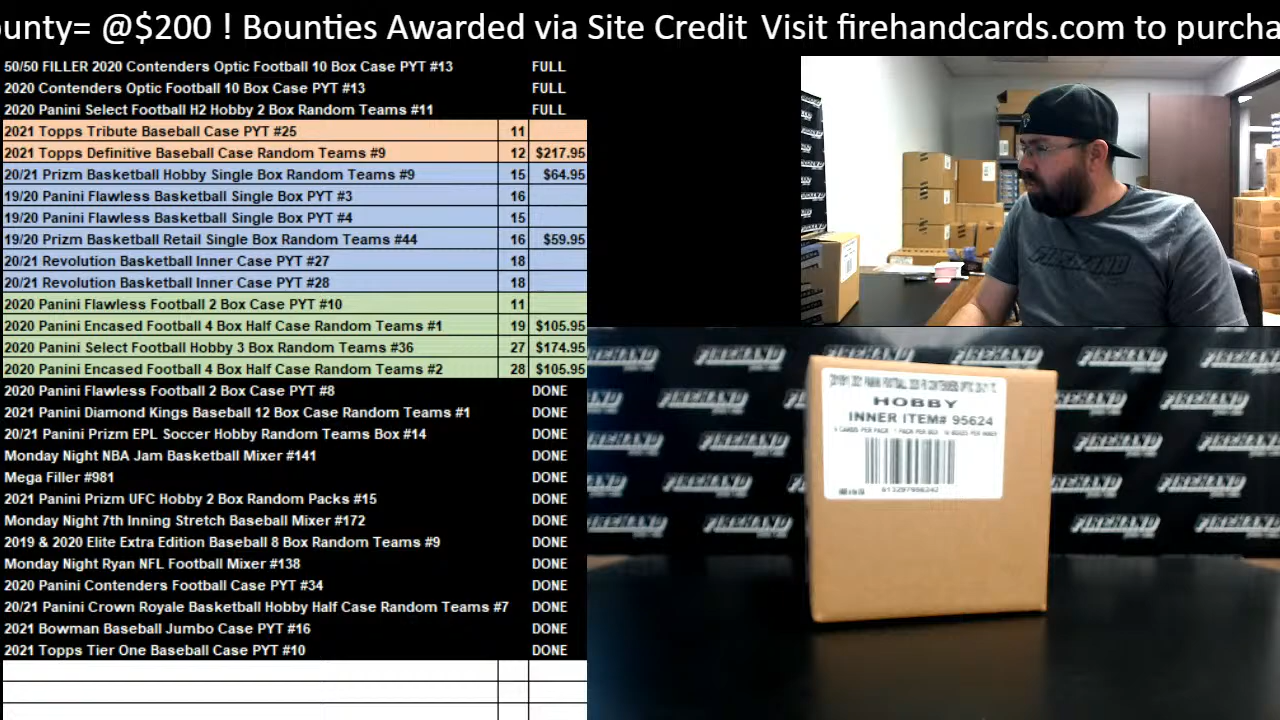 ounty= @$200 ! Bounties Awarded via Site Credit Visit firehandcards.com to purcha
50/50 FILLER 2020 Contenders Optic Football 10 Box Case PYT #13 FULL
2020 Contenders Optic Football 10 Box Case PYT #13 FULL
2020 Panini Select Football H2 Hobby 2 Box Random Teams #11 FULL
2021 Topps Tribute Baseball Case PYT #25 11
2021 Topps Definitive Baseball Case Random Teams #9 12 $217.95
20/21 Prizm Basketball Hobby Single Box Random Teams #9 15 $64.95
19/20 Panini Flawless Basketball Single Box PYT #3 16
19/20 Panini Flawless Basketball Single Box PYT #4 15
19/20 Prizm Basketball Retail Single Box Random Teams #44 16 $59.95
20/21 Revolution Basketball Inner Case PYT #27 18
20/21 Revolution Basketball Inner Case PYT #28 18
2020 Panini Flawless Football 2 Box Case PYT #10 11
2020 Panini Encased Football 4 Box Half Case Random Teams #1 19 $105.95
2020 Panini Select Football Hobby 3 Box Random Teams #36 27 $174.95
2020 Panini Encased Football 4 Box Half Case Random Teams #2 28 $105.95
2020 Panini Flawless Football 2 Box Case PYT #8 DONE
2021 Panini Diamond Kings Baseball 12 Box Case Random Teams #1 DONE
20/21 Panini Prizm EPL Soccer Hobby Random Teams Box #14 DONE
Monday Night NBA Jam Basketball Mixer #141 DONE
Mega Filler #981 DONE
2021 Panini Prizm UFC Hobby 2 Box Random Packs #15 DONE
Monday Night 7th Inning Stretch Baseball Mixer #172 DONE
2019 & 2020 Elite Extra Edition Baseball 8 Box Random Teams #9 DONE
Monday Night Ryan NFL Football Mixer #138 DONE
2020 Panini Contenders Football Case PYT #34 DONE
20/21 Panini Crown Royale Basketball Hobby Half Case Random Teams #7 DONE
2021 Bowman Baseball Jumbo Case PYT #16 DONE
2021 Topps Tier One Baseball Case PYT #10 DONE
FIREHAND
HOBBY
INNER ITEM# 95624
CARDS PER PACK 1 PACK PER BOX
FIREHAND